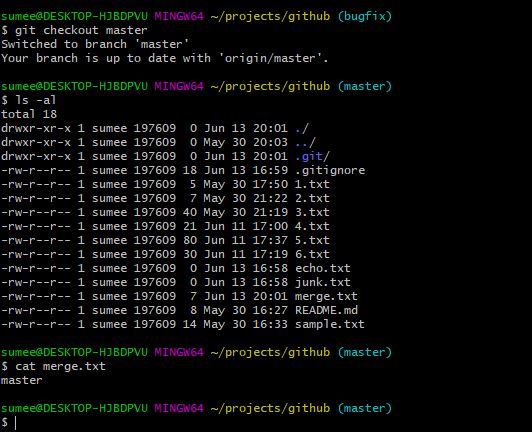 sumee@DESKTOP-HJBDPVU MINGW64 ~/projects/github (bugfix)
$ git checkout master
Switched to branch 'master'
Your branch is up to date with 'origin/master'.
sumee@DESKTOP-HJBDPVU MINGW64 ~/projects/github (master)
$ ls -al
total 18
drwxr-xr-x 1 sumee 197609  0 Jun 13 20:01 ./
drwxr-xr-x 1 sumee 197609  0 May 30 20:03 ../
drwxr-xr-x 1 sumee 197609  0 Jun 13 20:01 .git/
-rw-r--r-- 1 sumee 197609 18 Jun 13 16:59 .gitignore
-rw-r--r-- 1 sumee 197609  5 May 30 17:50 1.txt
-rw-r--r-- 1 sumee 197609  7 May 30 21:22 2.txt
-rw-r--r-- 1 sumee 197609 40 May 30 21:19 3.txt
-rw-r--r-- 1 sumee 197609 21 Jun 11 17:00 4.txt
-rw-r--r-- 1 sumee 197609 80 Jun 11 17:37 5.txt
-rw-r--r-- 1 sumee 197609 30 Jun 11 17:19 6.txt
-rw-r--r-- 1 sumee 197609  0 Jun 13 16:58 echo.txt
-rw-r--r-- 1 sumee 197609  0 Jun 13 16:58 junk.txt
-rw-r--r-- 1 sumee 197609  7 Jun 13 20:01 merge.txt
-rw-r--r-- 1 sumee 197609  8 May 30 16:27 README.md
-rw-r--r-- 1 sumee 197609 14 May 30 16:33 sample.txt
sumee@DESKTOP-HJBDPVU MINGW64 ~/projects/github (master)
$ cat merge.txt
master
sumee@DESKTOP-HJBDPVU MINGW64 ~/projects/github (master)
$